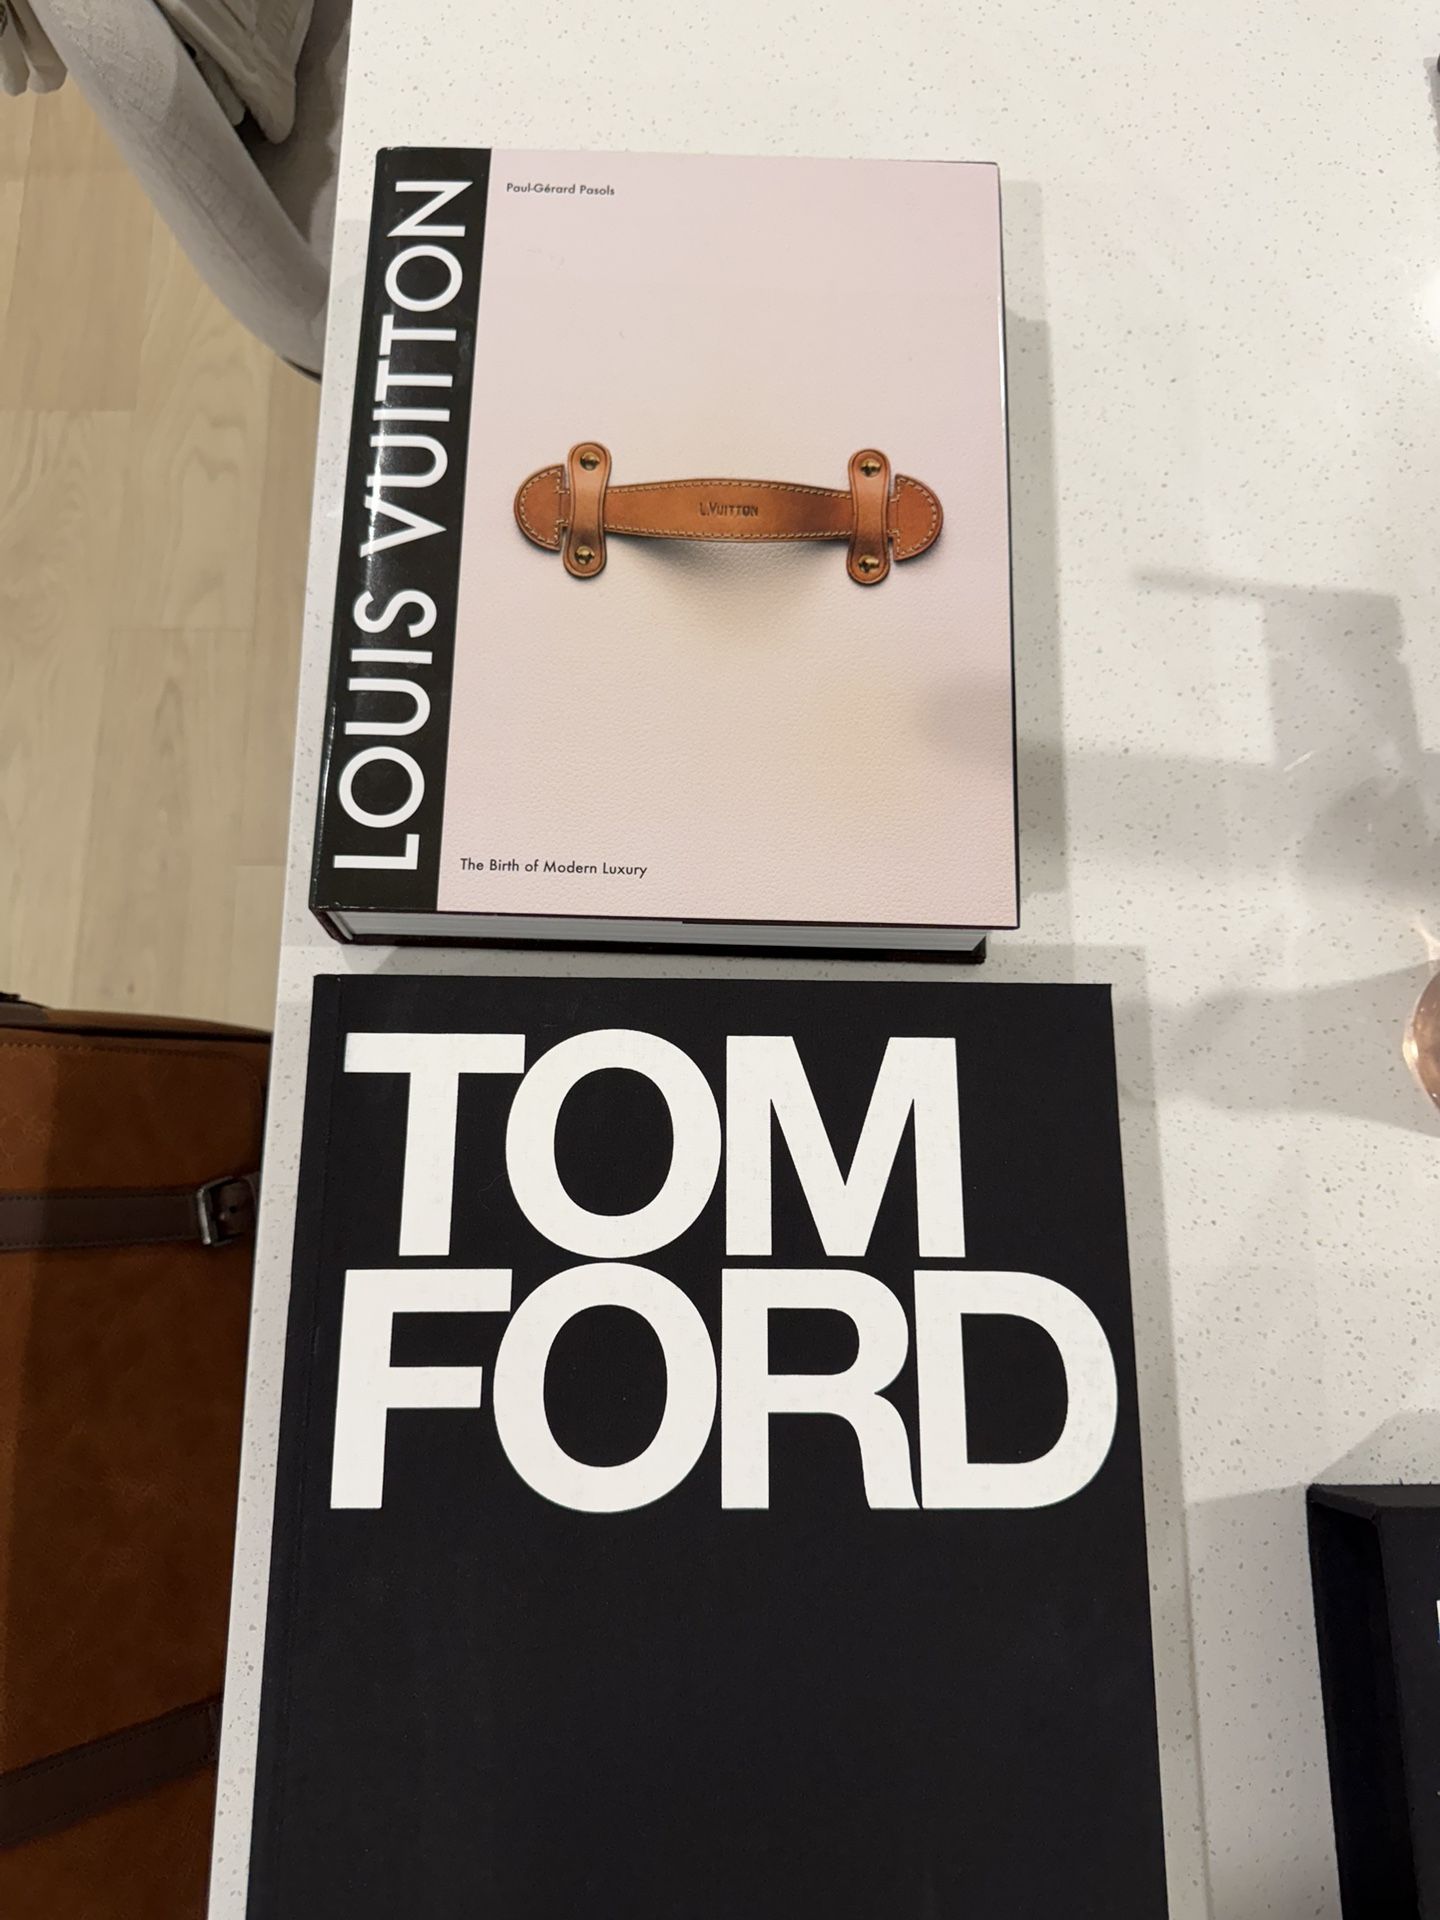 LOUIS VUITTON
Paul-Gérard Pasols
L.VUITTON
The Birth of Modern Luxury
TOM
FORD